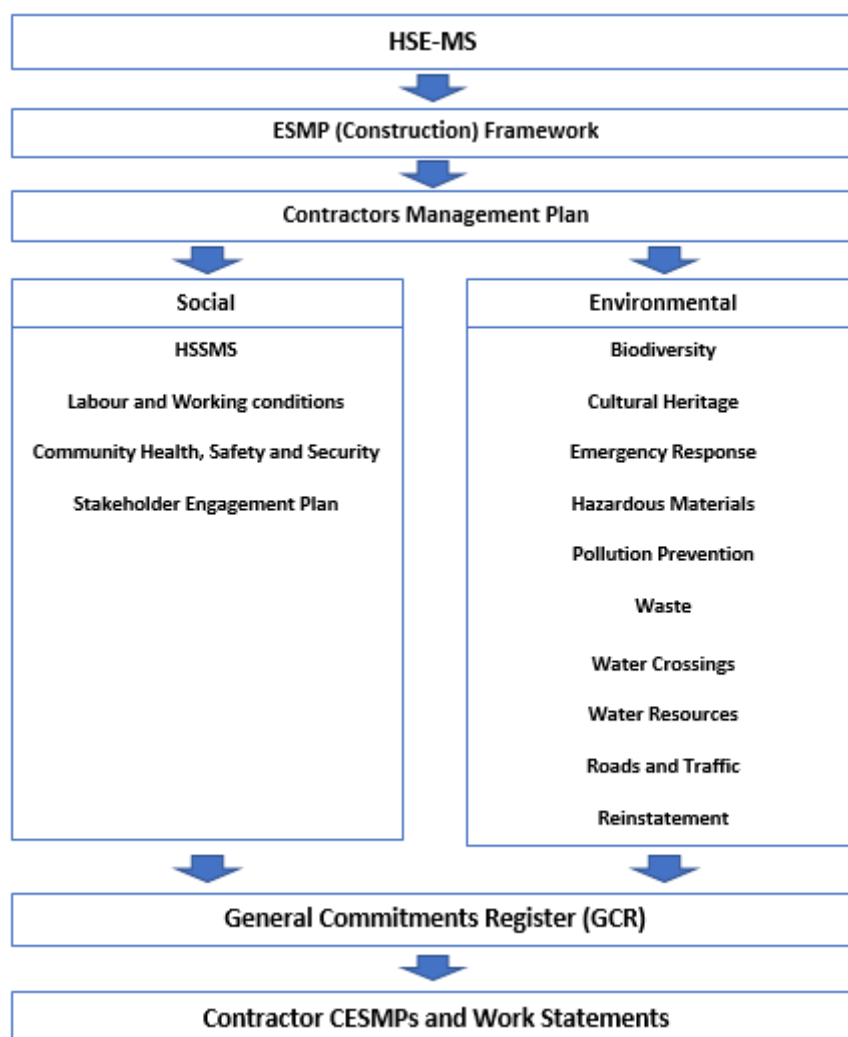 HSE-MS
ESMP (Construction) Framework
Contractors Management Plan
Social
HSSMS
Labour and Working conditions
Community Health, Safety and Security
Stakeholder Engagement Plan
Environmental
Biodiversity
Cultural Heritage
Emergency Response
Hazardous Materials
Pollution Prevention
Waste
Water Crossings
Water Resources
Roads and Traffic
Reinstatement
General Commitments Register (GCR)
Contractor CESMPs and Work Statements